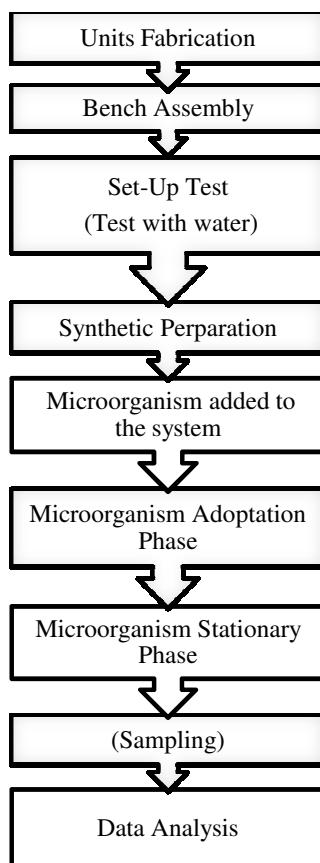 Units Fabrication
Bench Assembly
Set-Up Test
(Test with water)
Synthetic Perparation
Microorganism added to
the system
Microorganism Adoptation
Phase
Microorganism Stationary
Phase
(Sampling)
Data Analysis